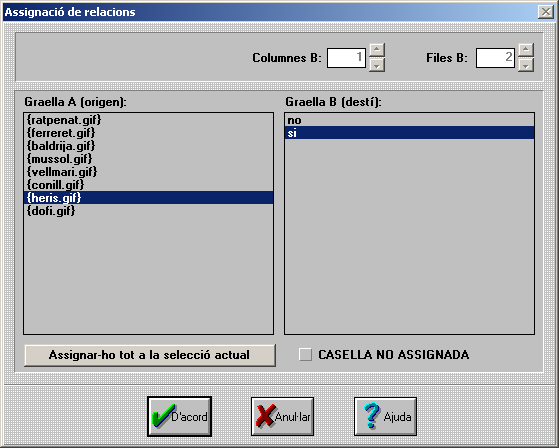 Assignació de relacions
Columnes B: 1 Files B: 2
Graella A (origen): Graella B (destí):
{ratpenat.gif}
{ferreret.gif}
{baldrija.gif}
{mussol.gif}
{vellmari.gif}
{conill.gif}
{heris.gif}
{dofi.gif}
no
si
Assignar-ho tot a la selecció actual
CASELLA NO ASSIGNADA
D'acord
Anul·lar
Ajuda